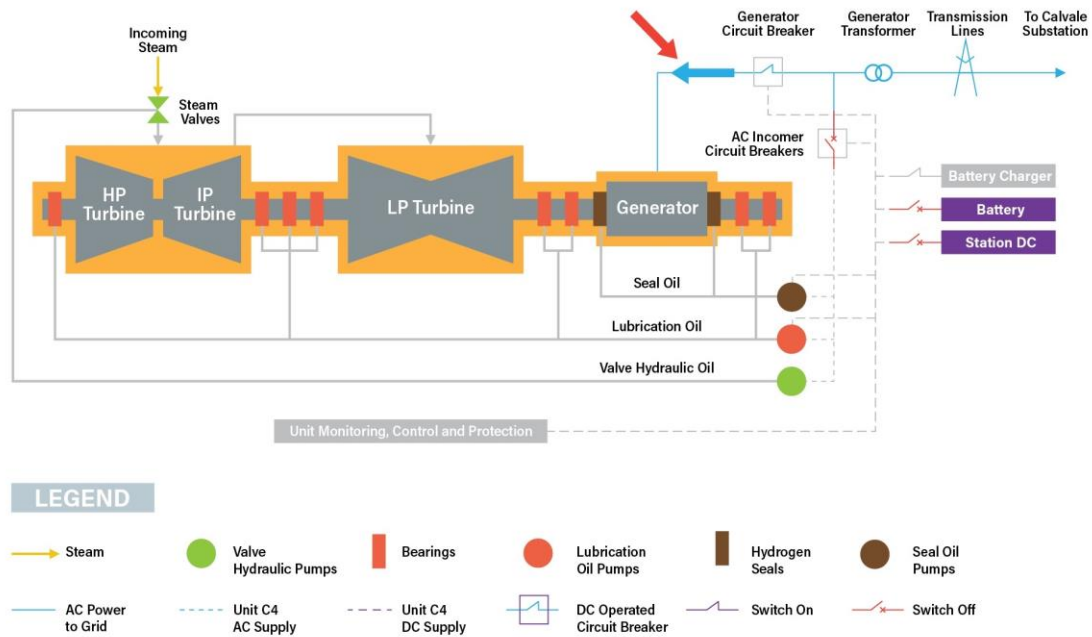 Incoming
Steam
Generator
Circuit Breaker
Generator
Transformer
Transmission
Lines
To Calvale
Substation
Steam
Valves
AC Incomer
Circuit Breakers
HP
Turbine
IP
Turbine
LP Turbine
Generator
Battery Charger
Battery
Station DC
Seal Oil
Lubrication Oil
Valve Hydraulic Oil
Unit Monitoring, Control and Protection
LEGEND
Steam
Valve
Hydraulic Pumps
Bearings
Lubrication
Oil Pumps
Hydrogen
Seals
Seal Oil
Pumps
AC Power
to Grid
Unit C4
AC Supply
Unit C4
DC Supply
DC Operated
Circuit Breaker
Switch On
Switch Off